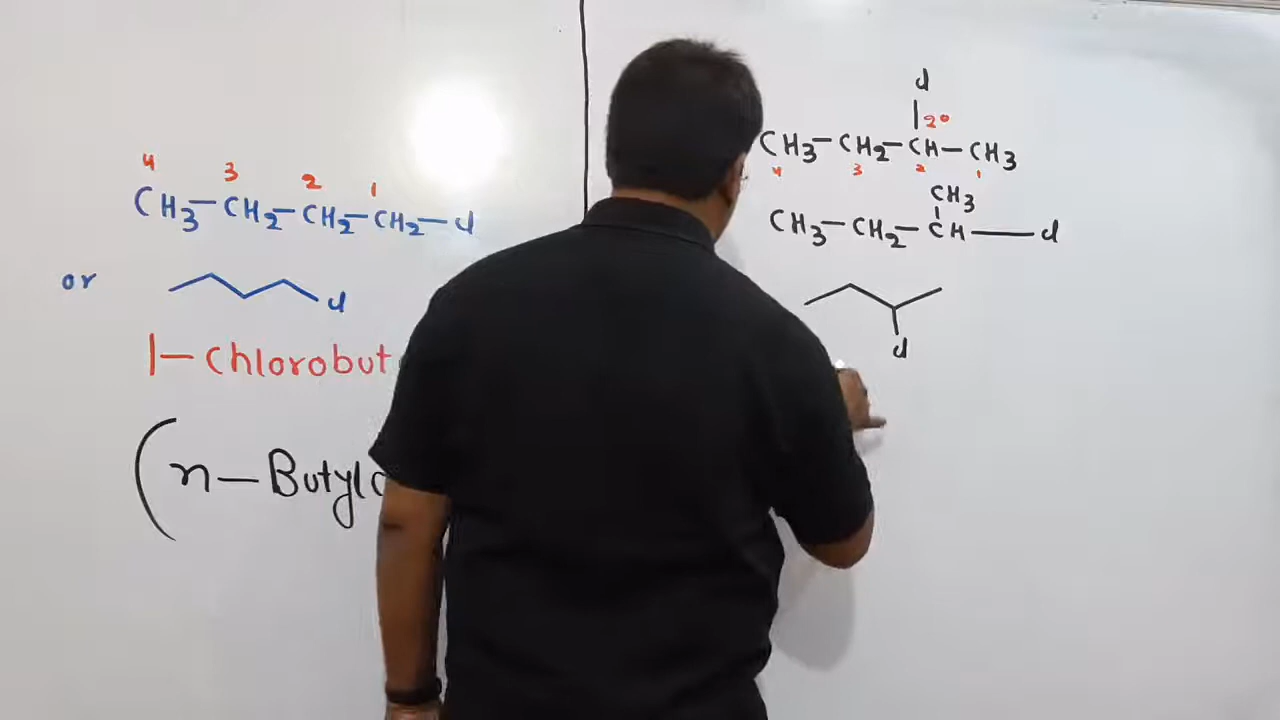 4 3 2 1
CH3-CH2-CH2-CH2-Cl
or
Cl
1-Chlorobut
(n-Butylc
Cl
2°
CH3-CH2-CH-CH3
4 3 2 1
CH3
CH3-CH2-CH-Cl
Cl